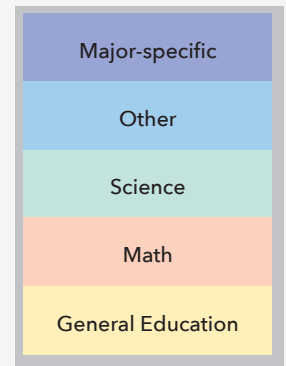 Major-specific
Other
Science
Math
General Education